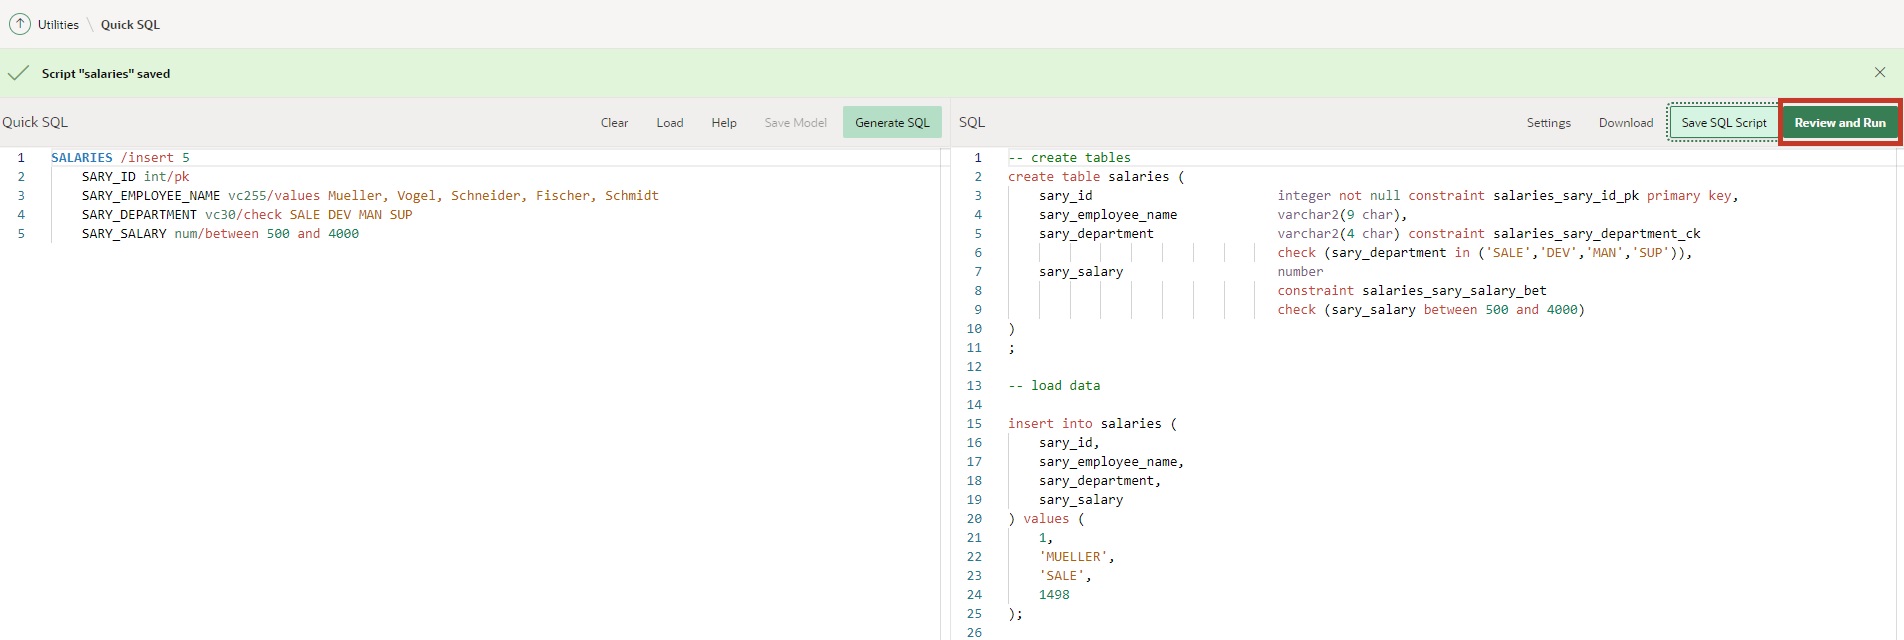 Utilities \ Quick SQL
Script "salaries" saved
Quick SQL Clear Load Help Save Model Generate SQL
1 SALARIES /insert 5
2 SARY_ID int/pk
3 SARY_EMPLOYEE_NAME vc255/values Mueller, Vogel, Schneider, Fischer, Schmidt
4 SARY_DEPARTMENT vc30/check SALE DEV MAN SUP
5 SARY_SALARY num/between 500 and 4000
SQL Settings Download Save SQL Script Review and Run
1 -- create tables
2 create table salaries (
3 sary_id integer not null constraint salaries_sary_id_pk primary key,
4 sary_employee_name varchar2(9 char),
5 sary_department varchar2(4 char) constraint salaries_sary_department_ck
6 check (sary_department in ('SALE','DEV','MAN','SUP')),
7 sary_salary number
8 constraint salaries_sary_salary_bet
9 check (sary_salary between 500 and 4000)
10 )
11 ;
12
13 -- load data
14
15 insert into salaries (
16 sary_id,
17 sary_employee_name,
18 sary_department,
19 sary_salary
20 ) values (
21 1,
22 'MUELLER',
23 'SALE',
24 1498
25 );
26